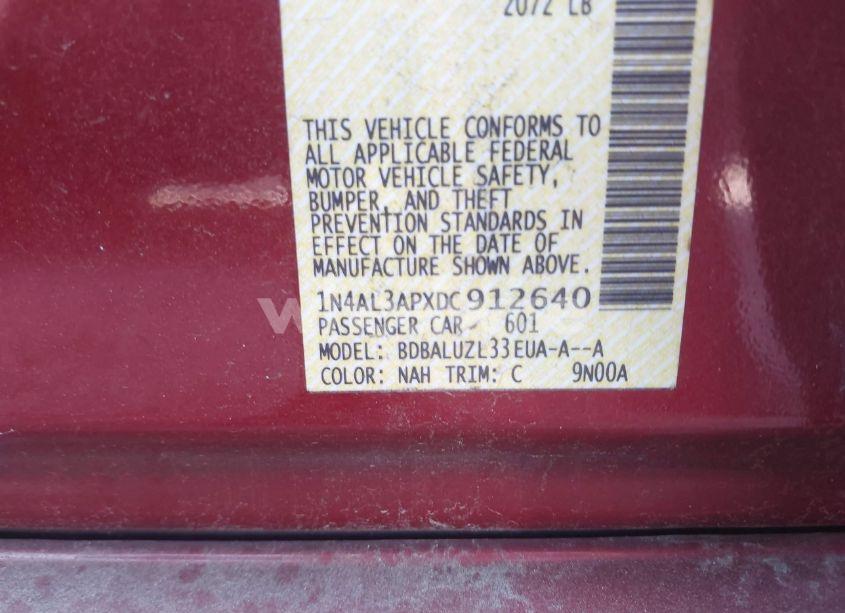 2072 LB
THIS VEHICLE CONFORMS TO
ALL APPLICABLE FEDERAL
MOTOR VEHICLE SAFETY,
BUMPER, AND THEFT
PREVENTION STANDARDS IN
EFFECT ON THE DATE OF
MANUFACTURE SHOWN ABOVE.
1N4AL3APXDC912640
PASSENGER CAR- 601
MODEL: BDBALUZL33EUA-A--A
COLOR: NAH TRIM: C 9N00A